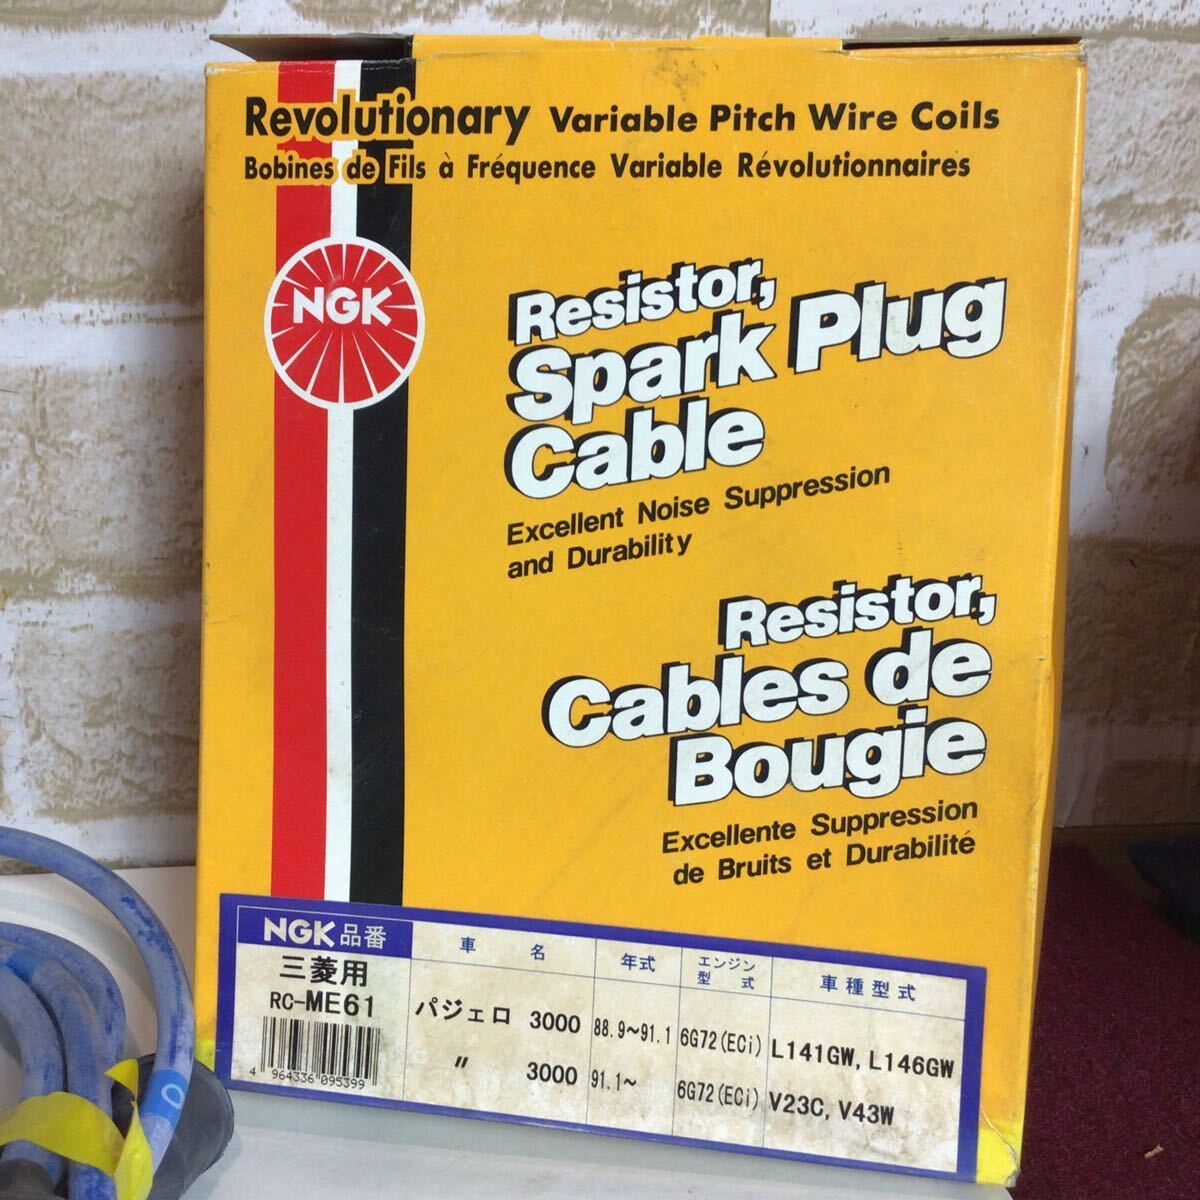 Revolutionary Variable Pitch Wire Coils
Bobines de Fils à Fréquence Variable Révolutionnaires
NGK
Resistor,
Spark Plug
Cable
Excellent Noise Suppression
and Durability
Resistor,
Cables de
Bougie
Excellente Suppression
de Bruits et Durabilité
NGK 品番
三菱用
RC-ME61
4 964336 095399
車名 年式 エンジン型式 車種型式
パジェロ 3000 88.9~91.1 6G72(ECi) L141GW, L146GW
〃 3000 91.1~ 6G72(ECi) V23C, V43W